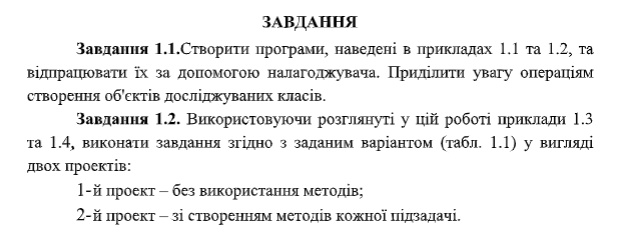 ЗАВДАННЯ
Завдання 1.1.Створити програми, наведені в прикладах 1.1 та 1.2, та
відпрацювати їх за допомогою налагоджувача. Приділити увагу операціям
створення об'єктів досліджуваних класів.
Завдання 1.2. Використовуючи розглянуті у цій роботі приклади 1.3
та 1.4, виконати завдання згідно з заданим варіантом (табл. 1.1) у вигляді
двох проектів:
1-й проект – без використання методів;
2-й проект – зі створенням методів кожної підзадачі.